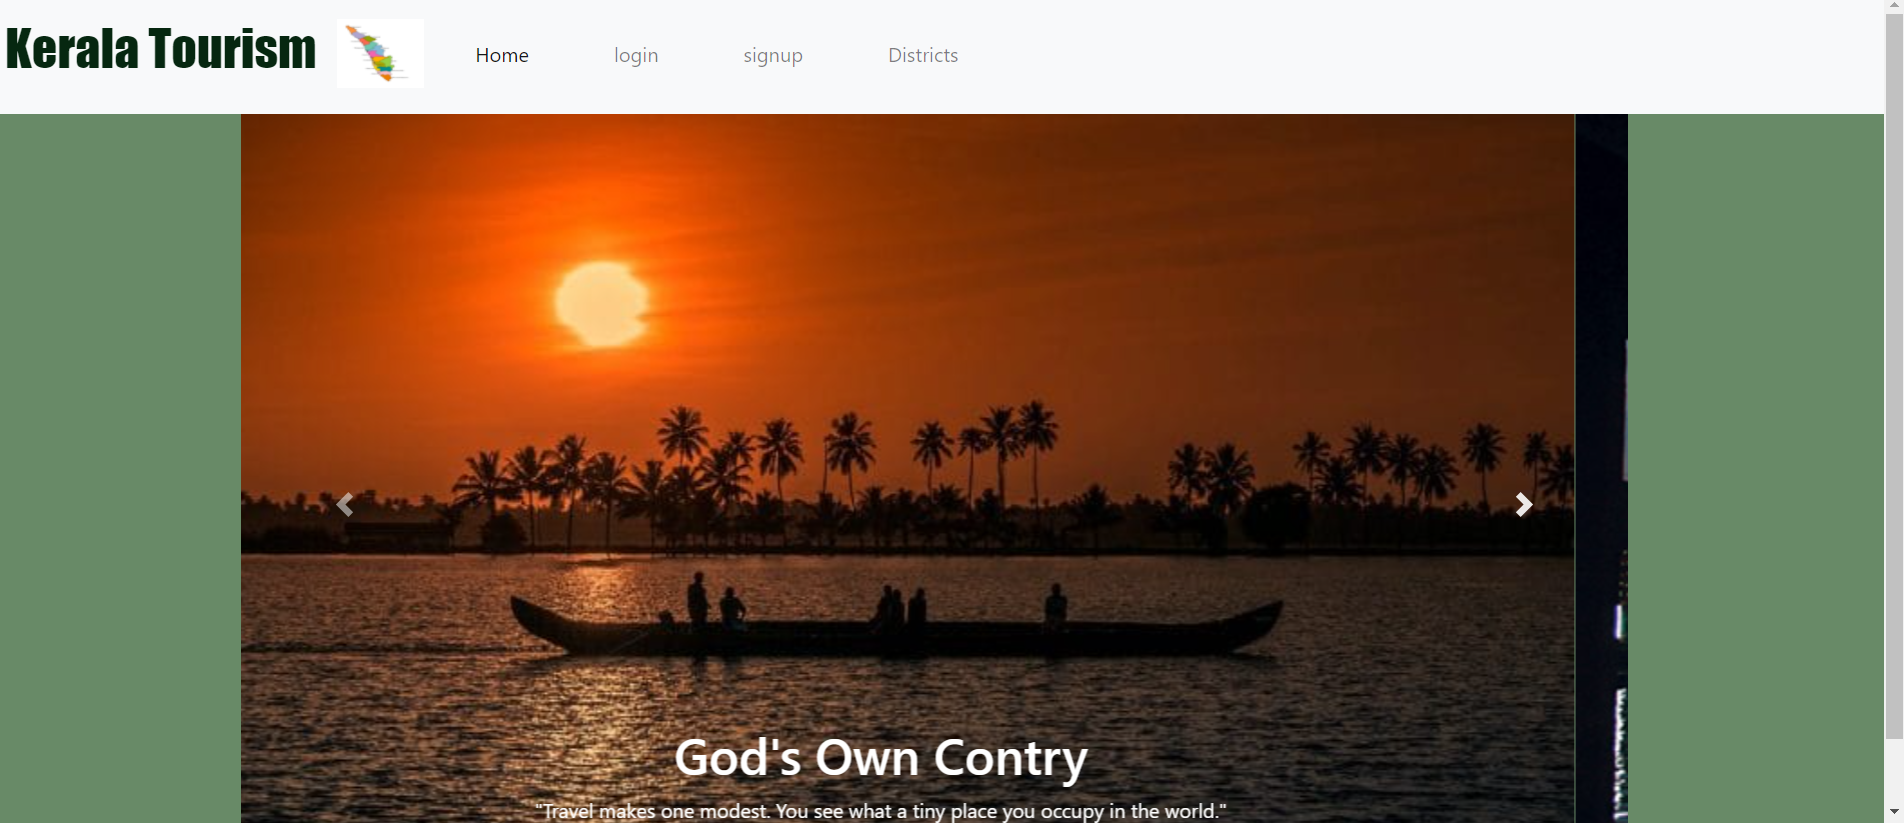 Kerala Tourism
Home login signup Districts
God's Own Contry
"Travel makes one modest. You see what a tiny place you occupy in the world."